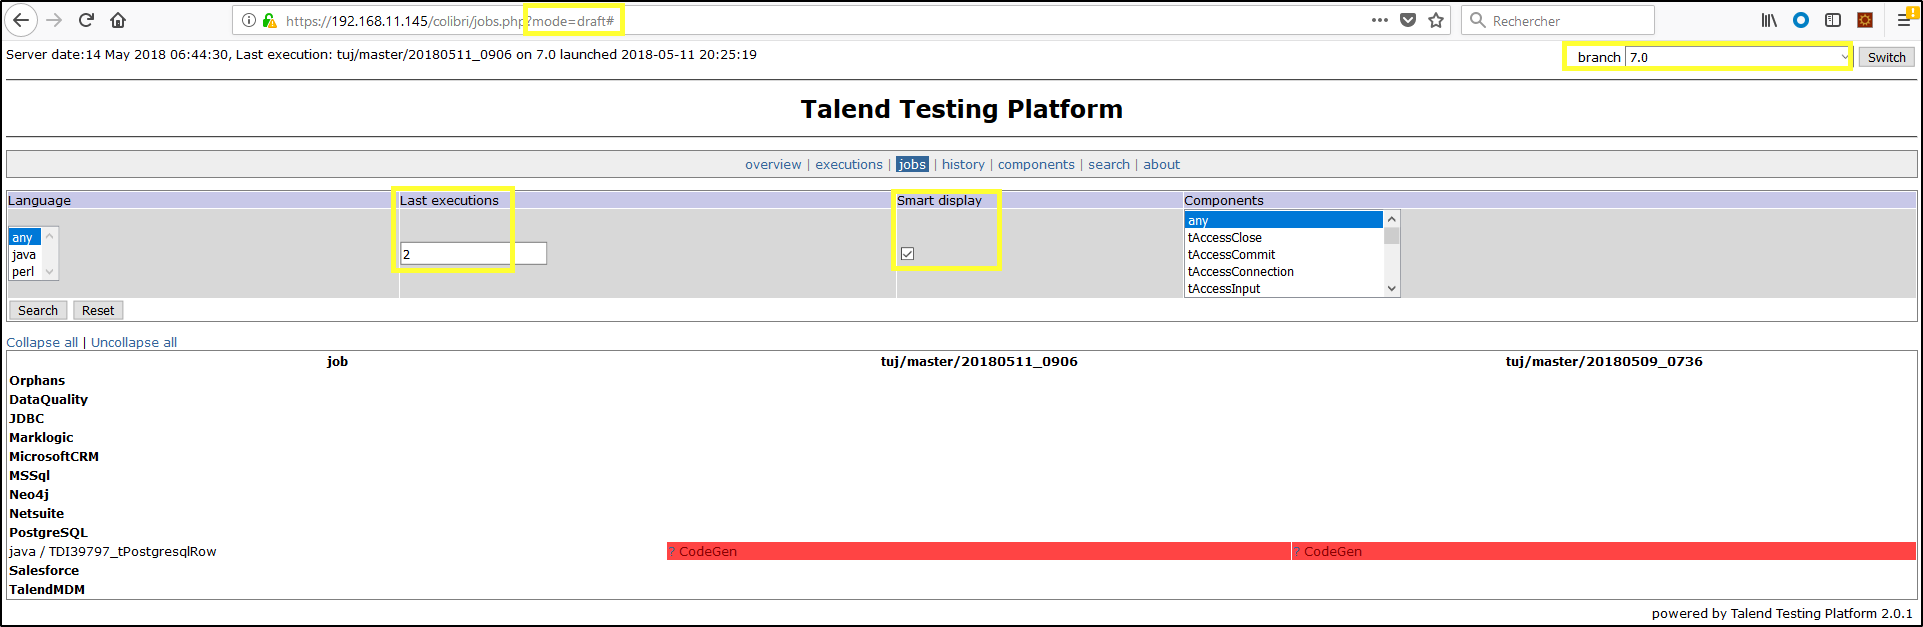 https://192.168.11.145/colibri/jobs.php?mode=draft#
Rechercher
Server date:14 May 2018 06:44:30, Last execution: tuj/master/20180511_0906 on 7.0 launched 2018-05-11 20:25:19
branch 7.0 Switch
Talend Testing Platform
overview | executions | jobs | history | components | search | about
Language Last executions Smart display Components
any
java
perl
2
any
tAccessClose
tAccessCommit
tAccessConnection
tAccessInput
Search Reset
Collapse all | Uncollapse all
job tuj/master/20180511_0906 tuj/master/20180509_0736
Orphans
DataQuality
JDBC
Marklogic
MicrosoftCRM
MSSql
Neo4j
Netsuite
PostgreSQL
java / TDI39797_tPostgresqlRow ? CodeGen ? CodeGen
Salesforce
TalendMDM
powered by Talend Testing Platform 2.0.1